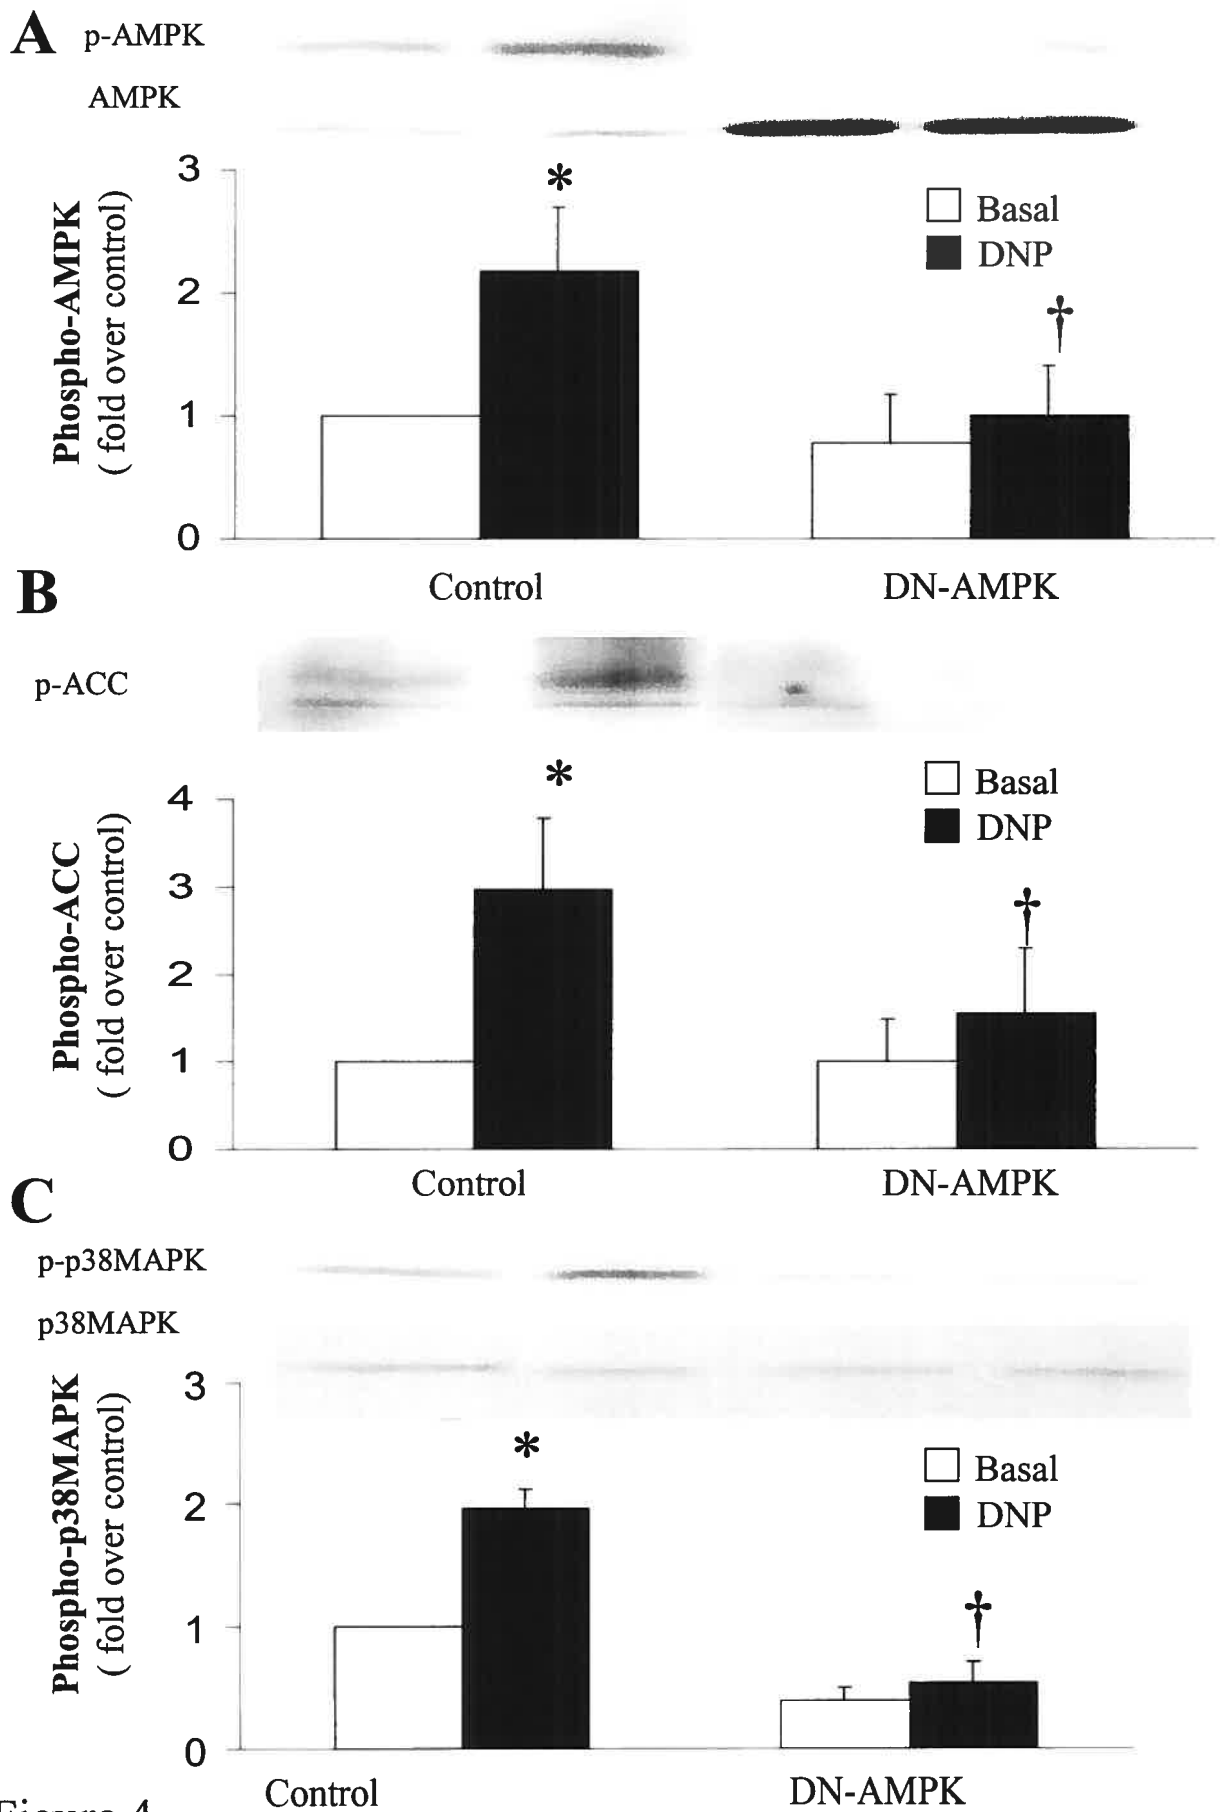 A p-AMPK
AMPK
3
*
Basal
DNP
2
†
1
0
Phospho-AMPK
( fold over control)
Control DN-AMPK
B
p-ACC
4
*
Basal
DNP
3
†
2
1
0
Phospho-ACC
( fold over control)
Control DN-AMPK
C
p-p38MAPK
p38MAPK
3
*
Basal
DNP
2
†
1
0
Phospho-p38MAPK
( fold over control)
Control DN-AMPK